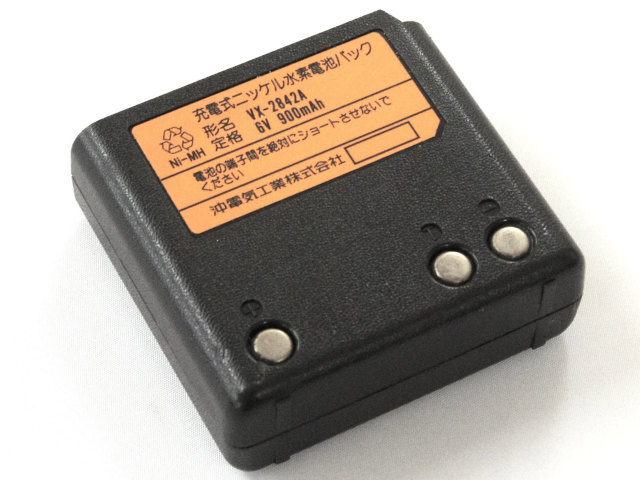 充電式ニッケル水素電池パック
形名 VX-2842A
定格 6V 900mAh
Ni-MH
電池の端子間を絶対にショートさせないで
ください
沖電気工業株式会社
+
−